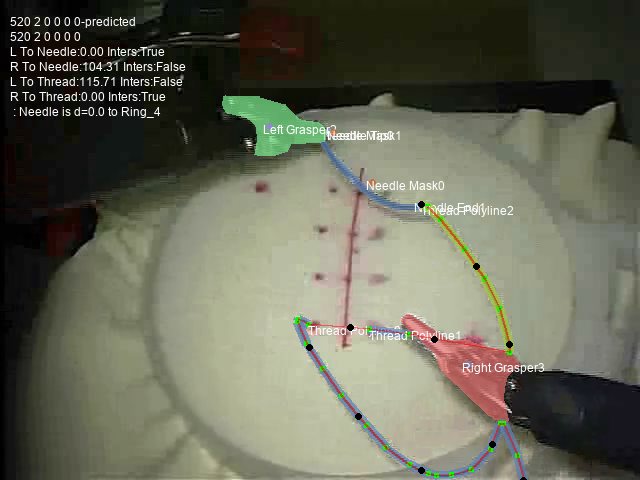 520 2 0 0 0 0-predicted
520 2 0 0 0 0
L To Needle:0.00 Inters:True
R To Needle:104.31 Inters:False
L To Thread:115.71 Inters:False
R To Thread:0.00 Inters:True
: Needle is d=0.0 to Ring_4
Left Grasper
Needle Mask0
Thread Polyline2
Thread Polyline1
Right Grasper3